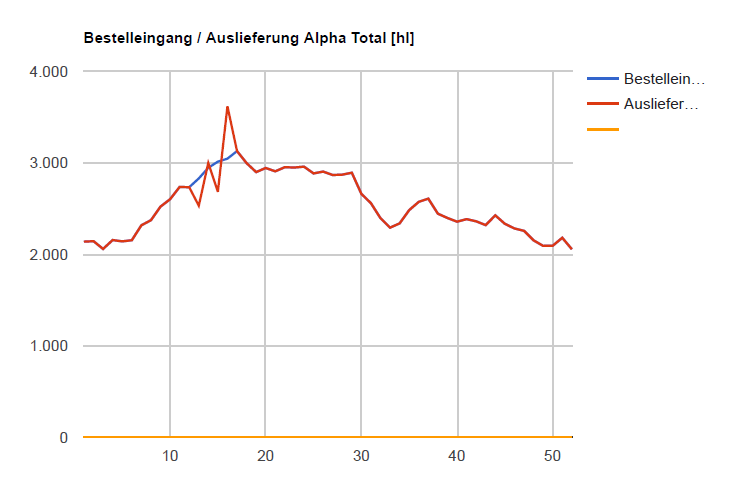 Bestelleingang / Auslieferung Alpha Total [hl]
4.000
3.000
2.000
1.000
0
10 20 30 40 50
Bestellein…
Ausliefer…